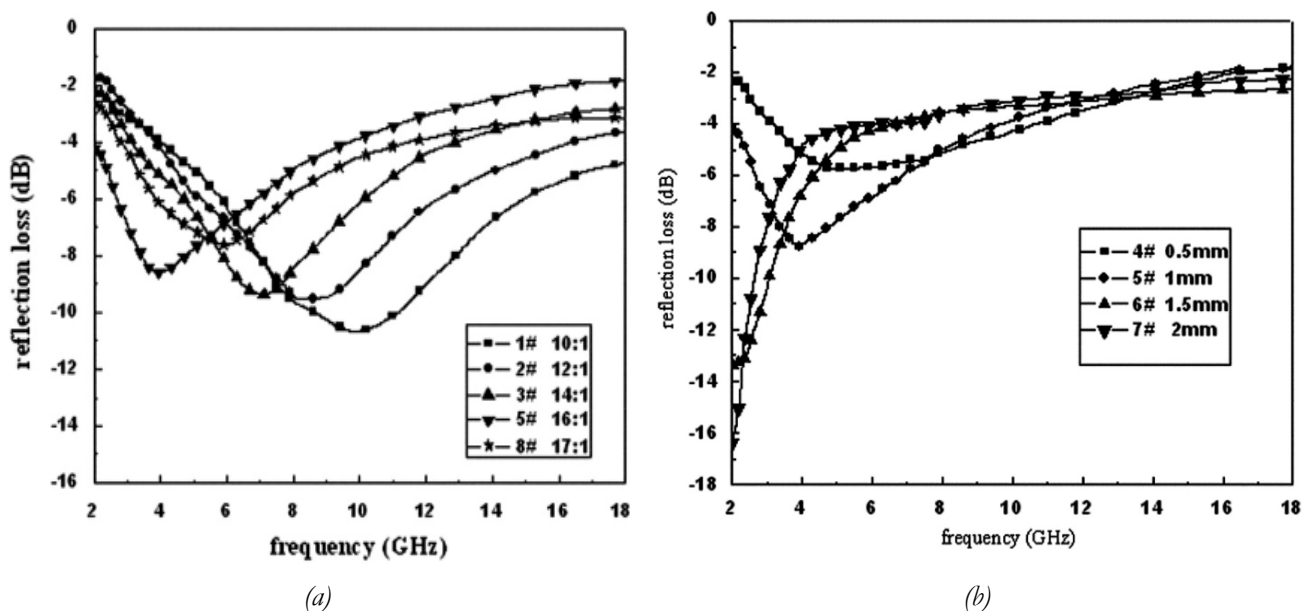 0
-2
-4
-6
-8
-10
-12
-14
-16
reflection loss (dB)
2 4 6 8 10 12 14 16 18
frequency (GHz)
1# 10:1
2# 12:1
3# 14:1
5# 16:1
8# 17:1
(a)
0
-2
-4
-6
-8
-10
-12
-14
-16
-18
reflection loss (dB)
2 4 6 8 10 12 14 16 18
frequency (GHz)
4# 0.5mm
5# 1mm
6# 1.5mm
7# 2mm
(b)